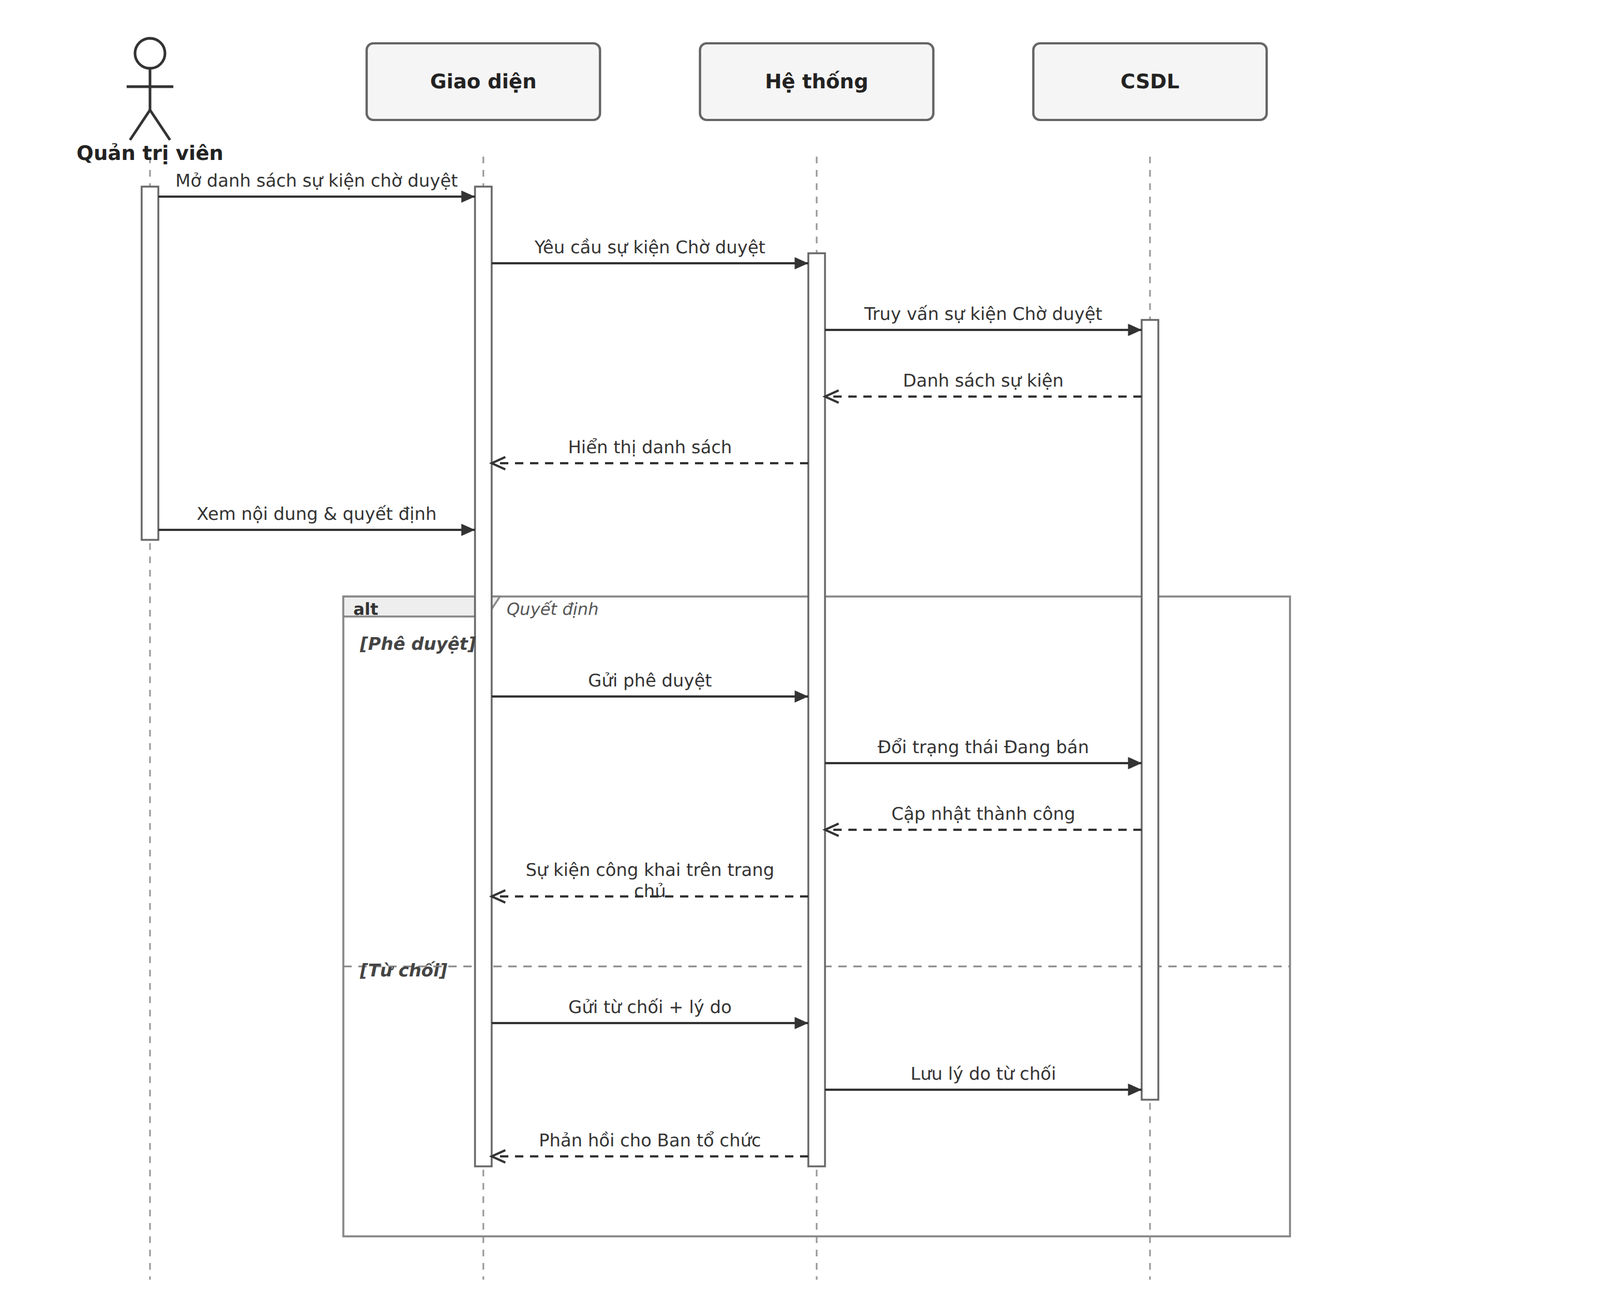 Giao diện
Hệ thống
CSDL
Quản trị viên
Mở danh sách sự kiện chờ duyệt
Yêu cầu sự kiện Chờ duyệt
Truy vấn sự kiện Chờ duyệt
Danh sách sự kiện
Hiển thị danh sách
Xem nội dung & quyết định
alt
Quyết định
[Phê duyệt]
Gửi phê duyệt
Đổi trạng thái Đang bán
Cập nhật thành công
Sự kiện công khai trên trang
chủ
[Từ chối]
Gửi từ chối + lý do
Lưu lý do từ chối
Phản hồi cho Ban tổ chức